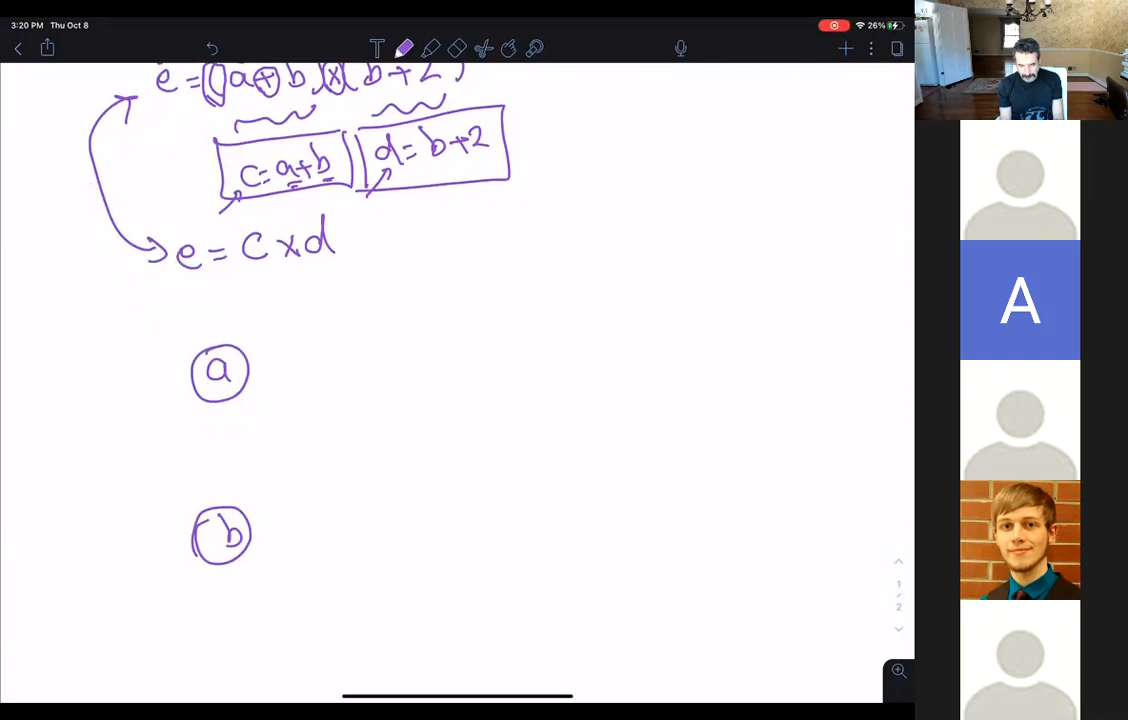 3:20 PM Thu Oct 8
26%
e = (a + b) × (b + 2)
c = a + b
d = b + 2
e = c × d
a
b
A
1
/
2